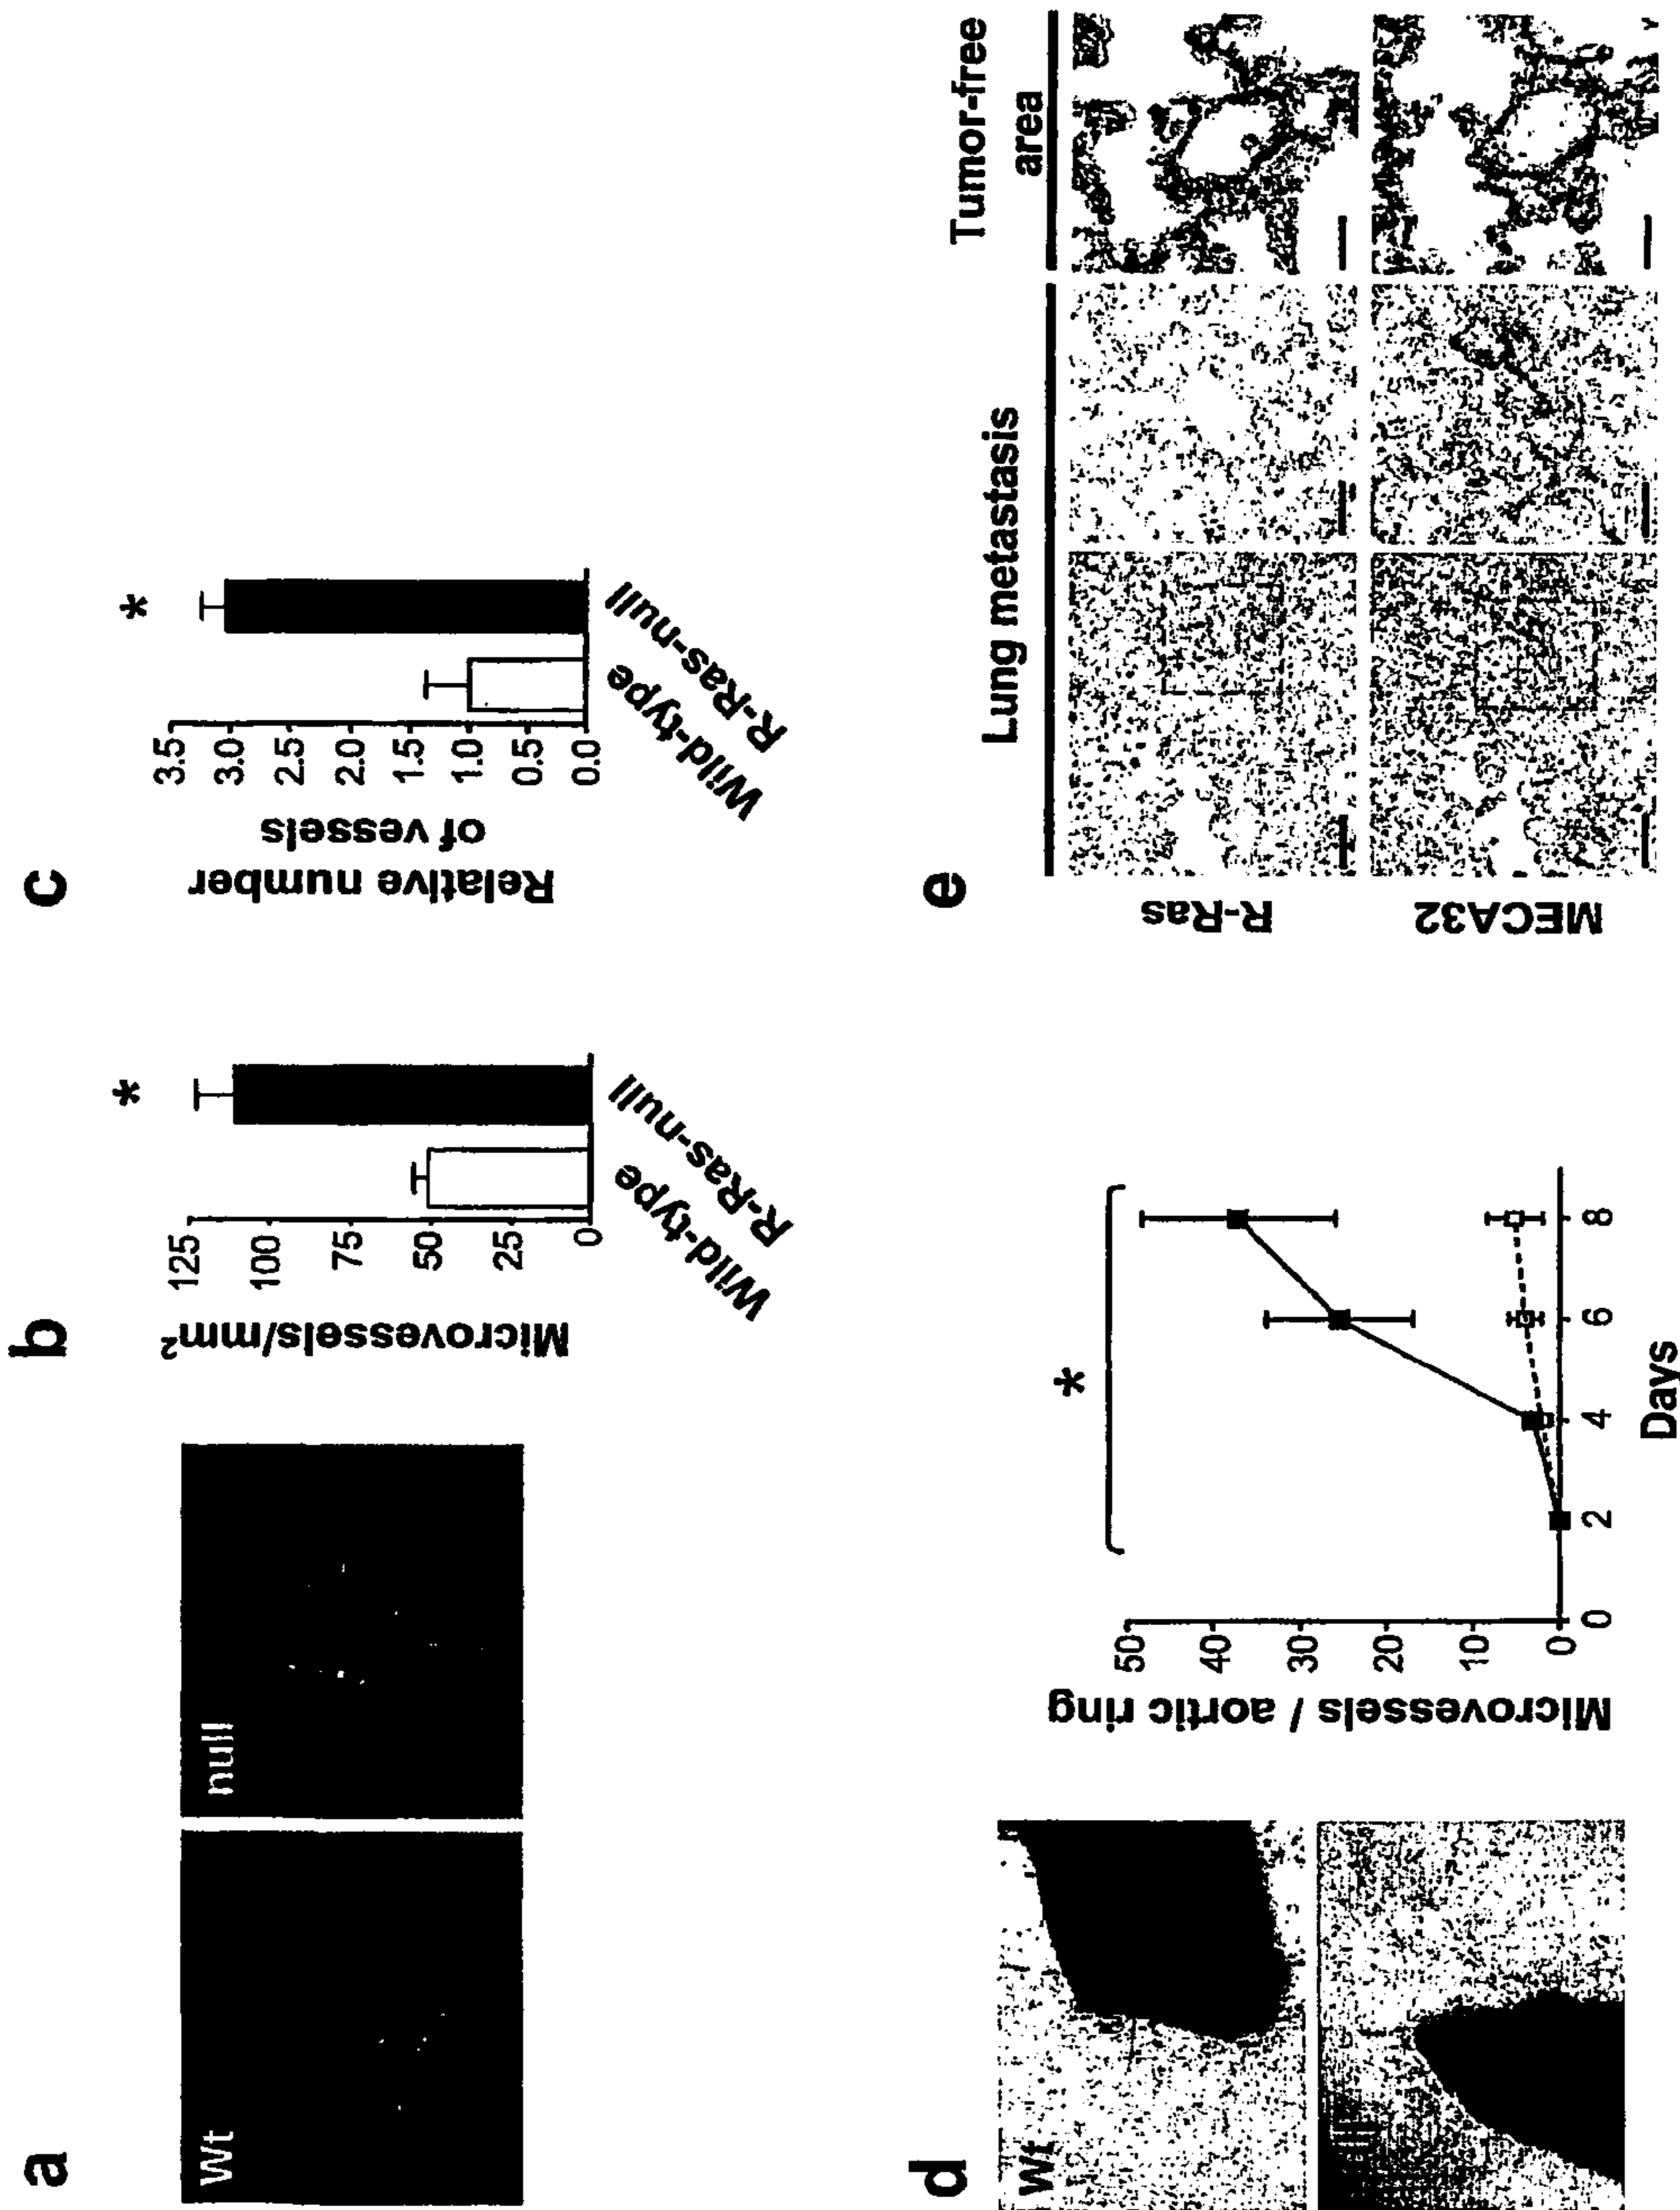 a
Wt
null
b
Microvessels/mm²
125
100
75
50
25
0
*
Wild-type
R-Ras-null
c
Relative number
of vessels
3.5
3.0
2.5
2.0
1.5
1.0
0.5
0.0
*
Wild-type
R-Ras-null
d
Wt
Microvessels / aortic ring
50
40
30
20
10
0
*
0 2 4 6 8
Days
e
Lung metastasis
Tumor-free
area
R-Ras
MECA32